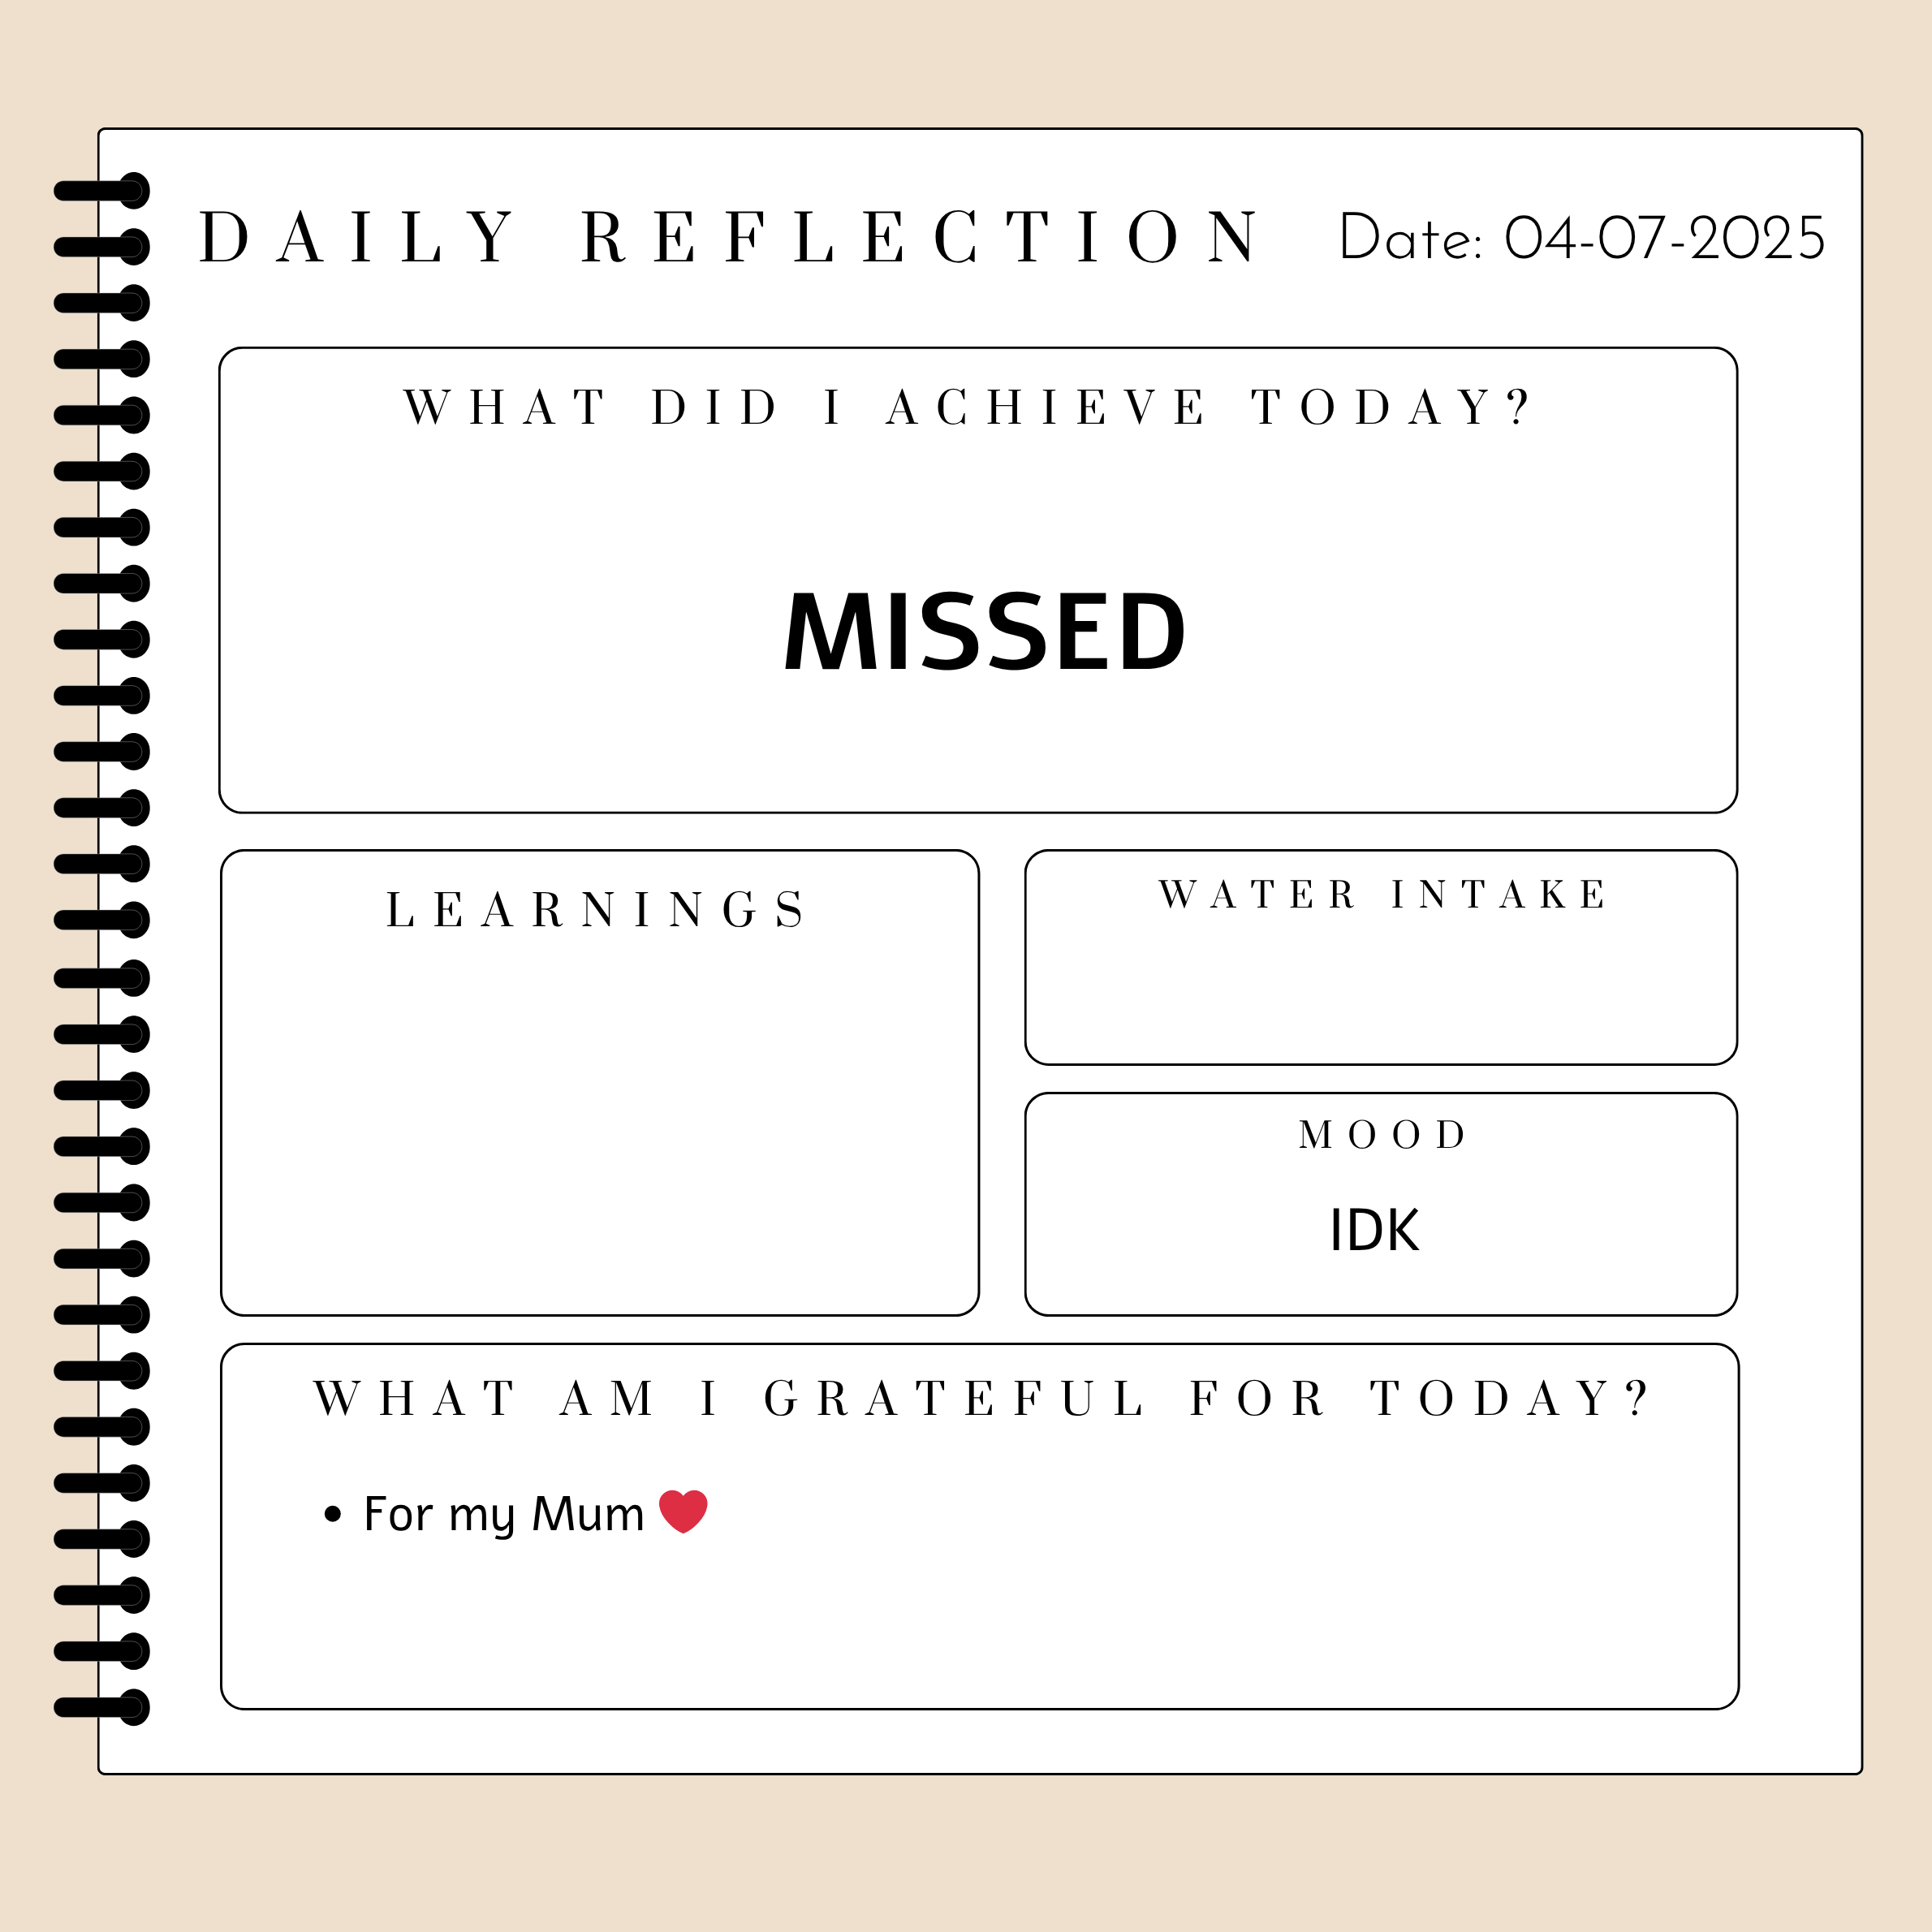 DAILY REFLECTION Date: 04-07-2025
WHAT DID I ACHIEVE TODAY?
MISSED
LEARNINGS
WATER INTAKE
MOOD
IDK
WHAT AM I GRATEFUL FOR TODAY?
• For my Mum ❤️